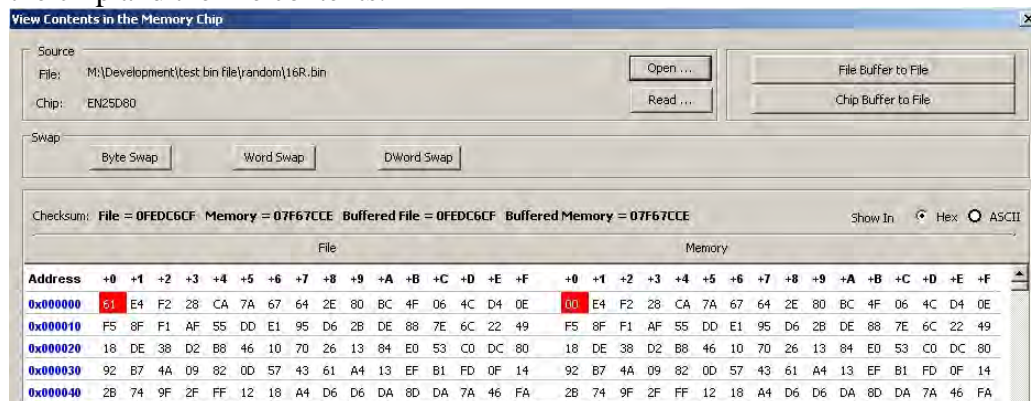 View Contents in the Memory Chip
Source
File: M:\Development\test bin file\random\16R.bin Open ... File Buffer to File
Chip: EN25D80 Read ... Chip Buffer to File
Swap
Byte Swap Word Swap DWord Swap
Checksum: File = 0FEDC6CF Memory = 07F67CCE Buffered File = 0FEDC6CF Buffered Memory = 07F67CCE Show In Hex ASCII
File Memory
Address +0 +1 +2 +3 +4 +5 +6 +7 +8 +9 +A +B +C +D +E +F +0 +1 +2 +3 +4 +5 +6 +7 +8 +9 +A +B +C +D +E +F
0x000000 61 E4 F2 28 CA 7A 67 64 2E 80 BC 4F 06 4C D4 0E 00 E4 F2 28 CA 7A 67 64 2E 80 BC 4F 06 4C D4 0E
0x000010 F5 8F F1 AF 55 DD E1 95 D6 2B DE 88 7E 6C 22 49 F5 8F F1 AF 55 DD E1 95 D6 2B DE 88 7E 6C 22 49
0x000020 18 DE 38 D2 B8 46 10 70 26 13 84 E0 53 C0 DC 80 18 DE 38 D2 B8 46 10 70 26 13 84 E0 53 C0 DC 80
0x000030 92 B7 4A 09 82 0D 57 43 61 A4 13 EF B1 FD 0F 14 92 B7 4A 09 82 0D 57 43 61 A4 13 EF B1 FD 0F 14
0x000040 2B 74 9F 2F FF 12 18 A4 D6 D6 DA 8D DA 7A 46 FA 2B 74 9F 2F FF 12 18 A4 D6 D6 DA 8D DA 7A 46 FA